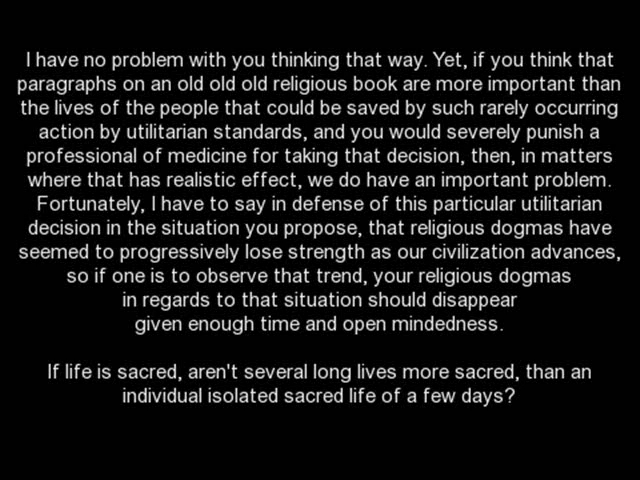 I have no problem with you thinking that way. Yet, if you think that
paragraphs on an old old old religious book are more important than
the lives of the people that could be saved by such rarely occurring
action by utilitarian standards, and you would severely punish a
professional of medicine for taking that decision, then, in matters
where that has realistic effect, we do have an important problem.
Fortunately, I have to say in defense of this particular utilitarian
decision in the situation you propose, that religious dogmas have
seemed to progressively lose strength as our civilization advances,
so if one is to observe that trend, your religious dogmas
in regards to that situation should disappear
given enough time and open mindedness.
If life is sacred, aren't several long lives more sacred, than an
individual isolated sacred life of a few days?